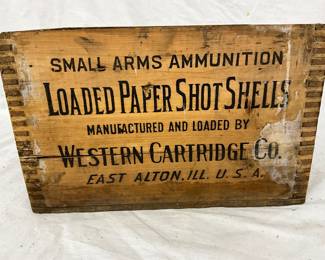 SMALL ARMS AMMUNITION
LOADED PAPER SHOT SHELLS
MANUFACTURED AND LOADED BY
WESTERN CARTRIDGE CO.
EAST ALTON, ILL. U. S. A.